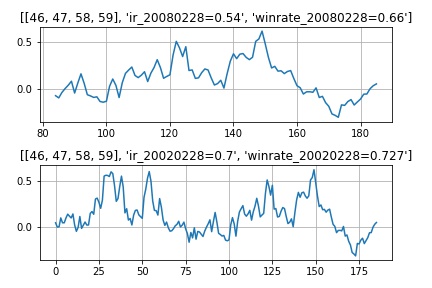 [[46, 47, 58, 59], 'ir_20080228=0.54', 'winrate_20080228=0.66']
0.5
0.0
80 100 120 140 160 180
[[46, 47, 58, 59], 'ir_20020228=0.7', 'winrate_20020228=0.727']
0.5
0.0
0 25 50 75 100 125 150 175